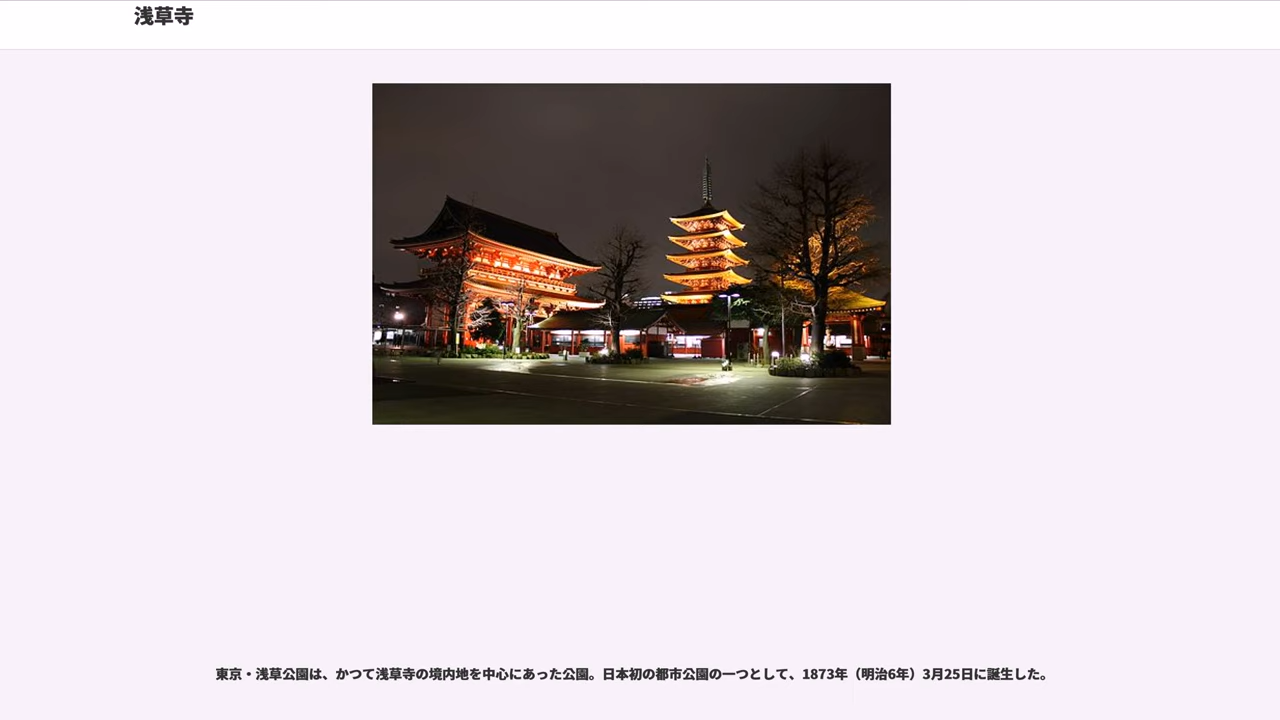 浅草寺
東京・浅草公園は、かつて浅草寺の境内地を中心にあった公園。日本初の都市公園の一つとして、1873年（明治6年）3月25日に誕生した。